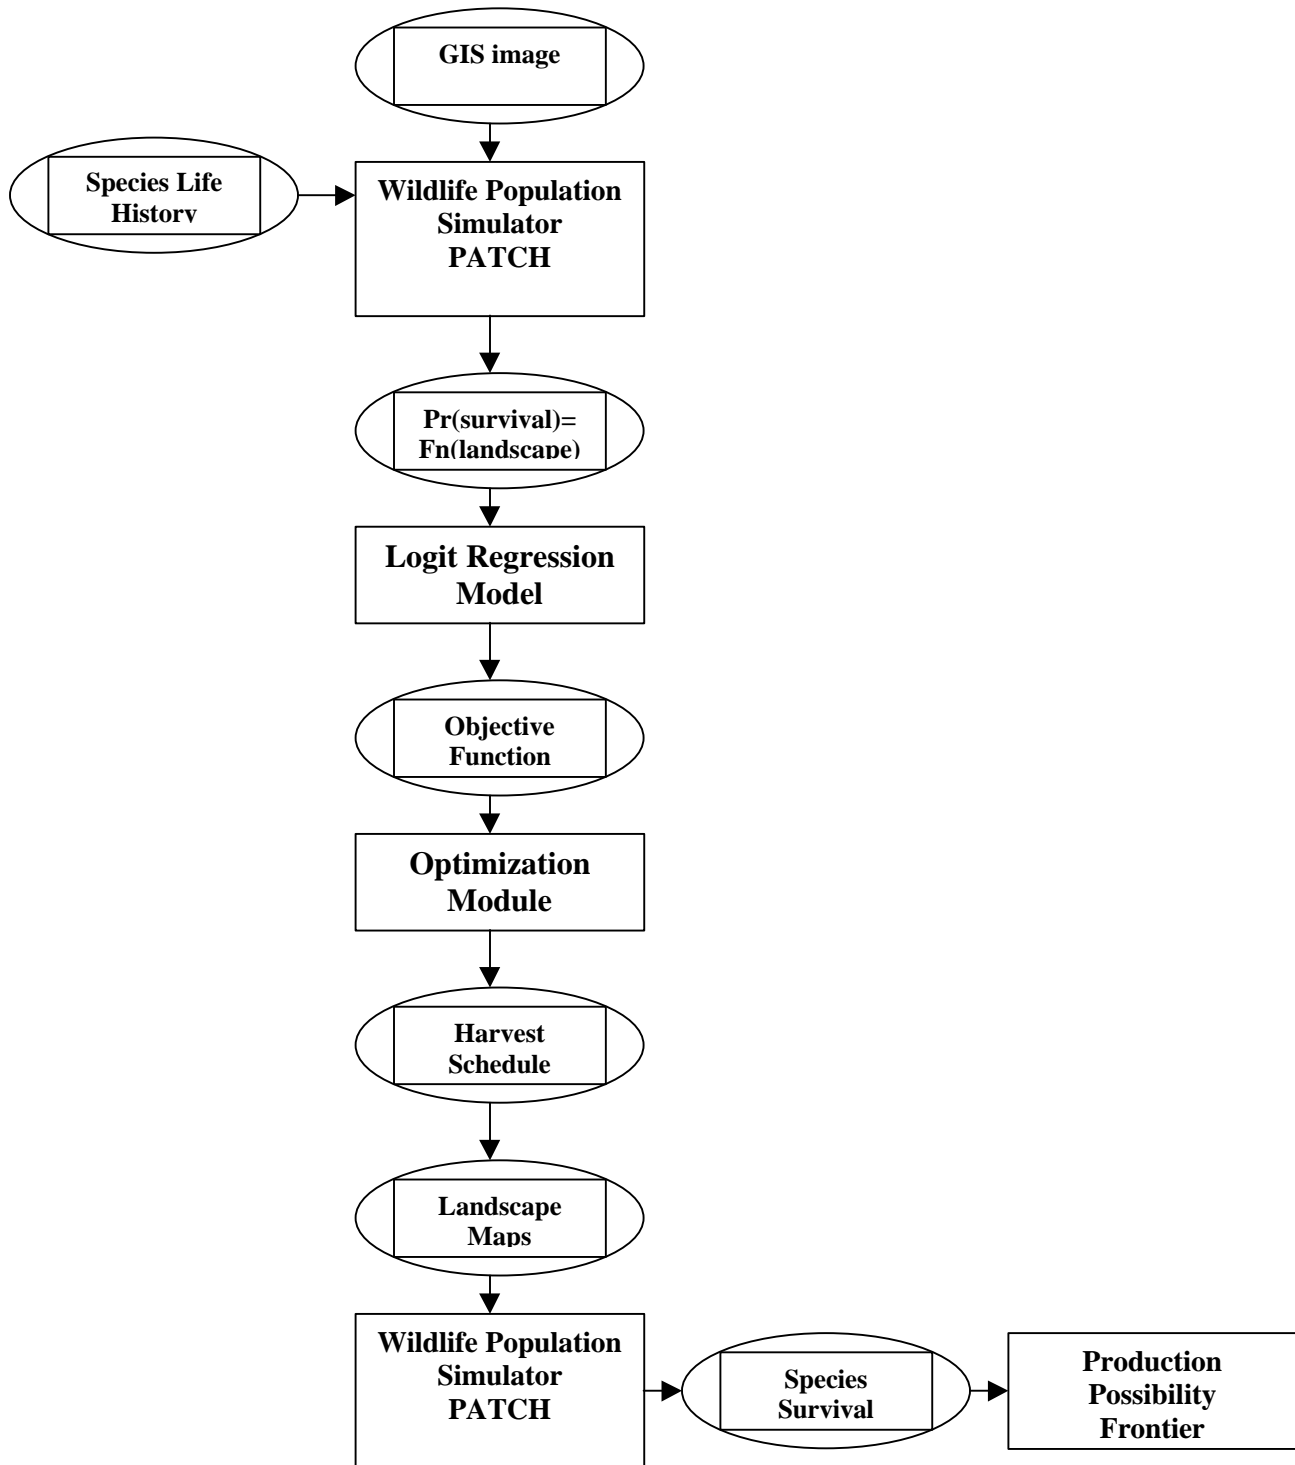 GIS image
Species Life
History
Wildlife Population
Simulator
PATCH
Pr(survival)=
Fn(landscape)
Logit Regression
Model
Objective
Function
Optimization
Module
Harvest
Schedule
Landscape
Maps
Wildlife Population
Simulator
PATCH
Species
Survival
Production
Possibility
Frontier